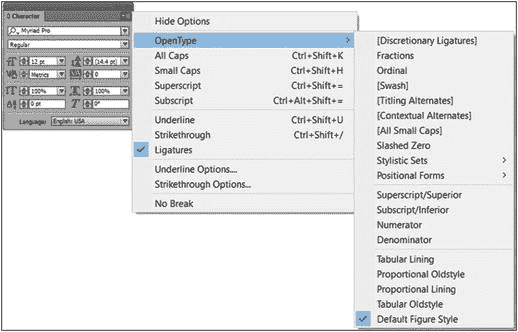 Character
Myriad Pro
Regular
12 pt (14.4 pt)
Metrics 0
100% 100%
0 pt 0°
Language: English: USA
Hide Options
OpenType
All Caps Ctrl+Shift+K
Small Caps Ctrl+Shift+H
Superscript Ctrl+Shift+=
Subscript Ctrl+Alt+Shift+=
Underline Ctrl+Shift+U
Strikethrough Ctrl+Shift+/
Ligatures
Underline Options...
Strikethrough Options...
No Break
[Discretionary Ligatures]
Fractions
Ordinal
[Swash]
[Titling Alternates]
[Contextual Alternates]
[All Small Caps]
Slashed Zero
Stylistic Sets
Positional Forms
Superscript/Superior
Subscript/Inferior
Numerator
Denominator
Tabular Lining
Proportional Oldstyle
Proportional Lining
Tabular Oldstyle
Default Figure Style